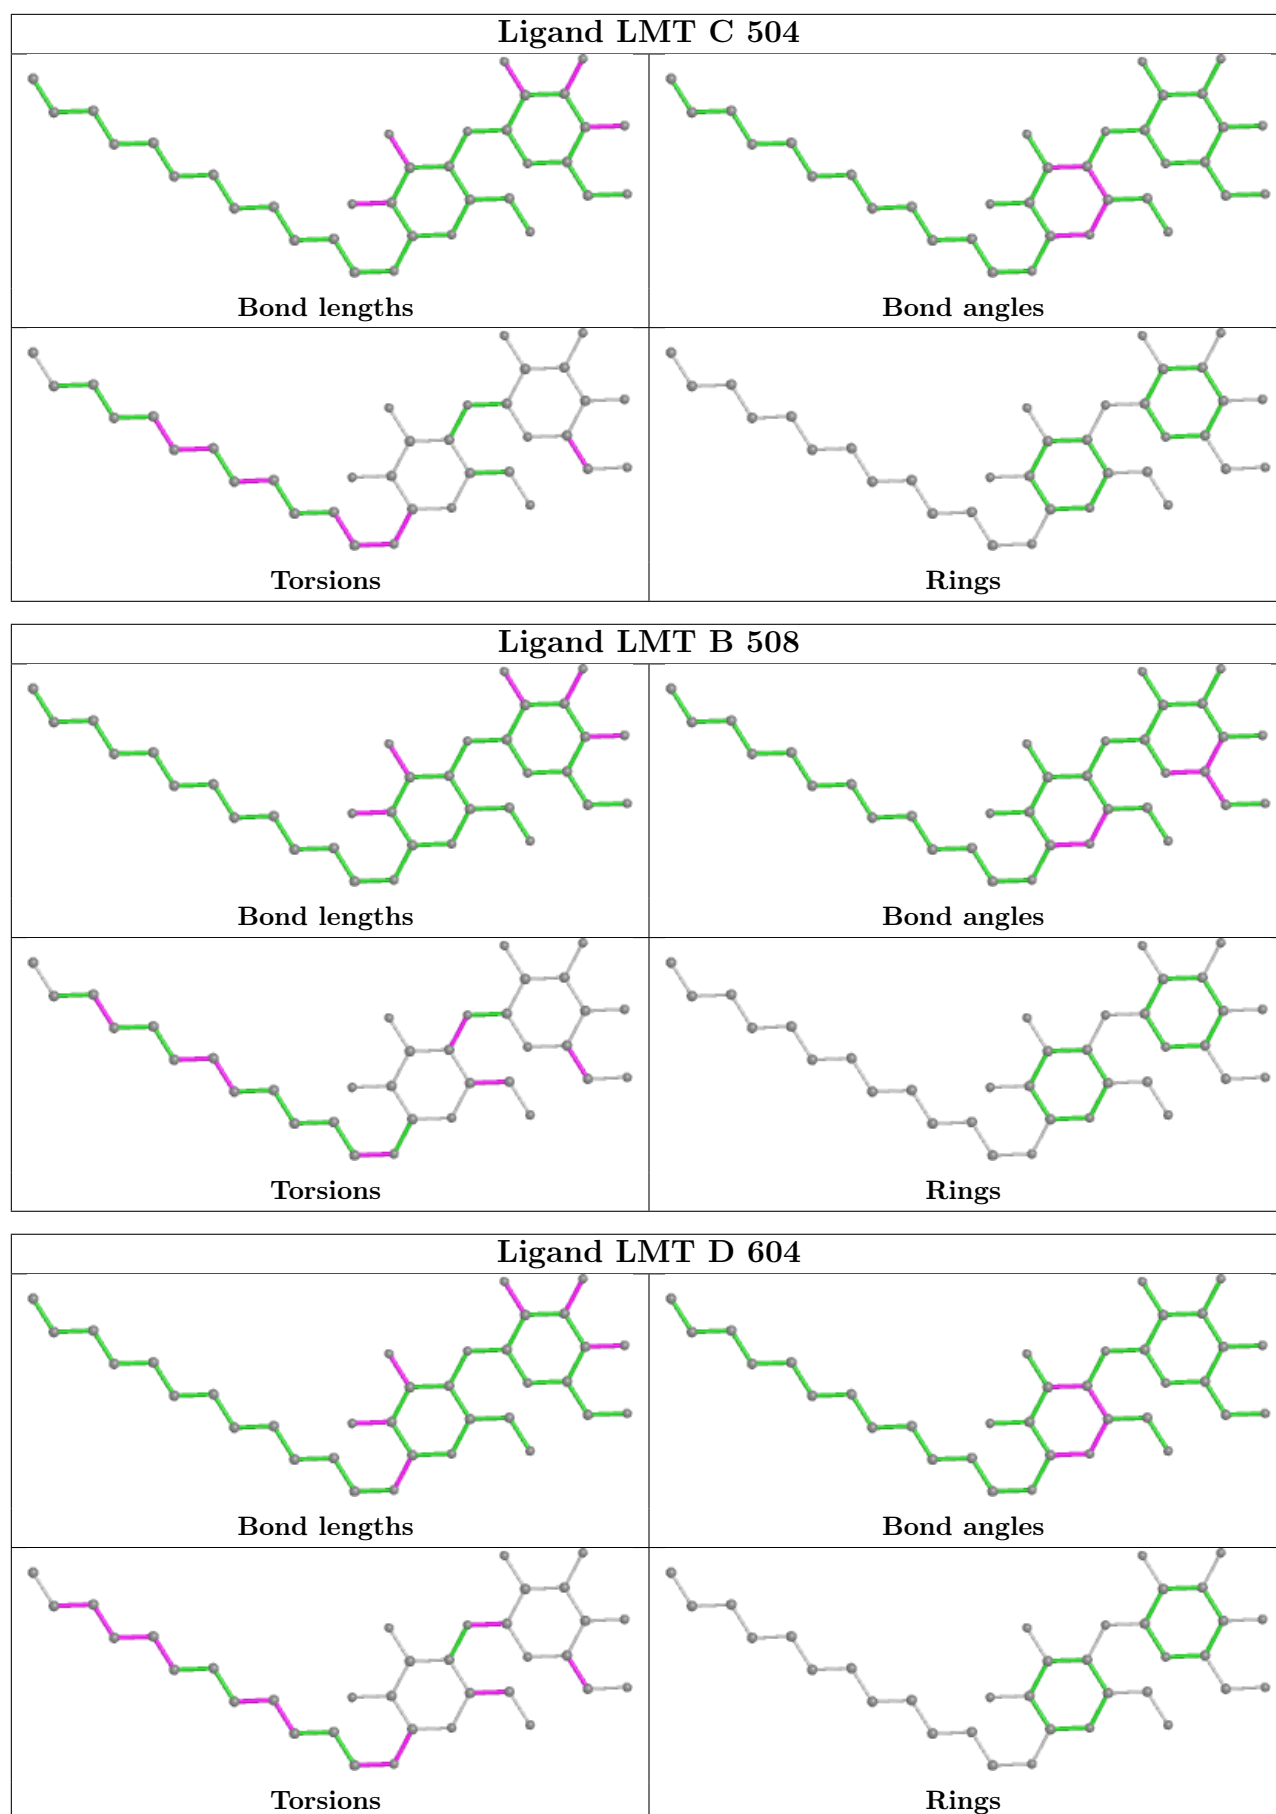 Ligand LMT C 504
Bond lengths
Bond angles
Torsions
Rings
Ligand LMT B 508
Bond lengths
Bond angles
Torsions
Rings
Ligand LMT D 604
Bond lengths
Bond angles
Torsions
Rings